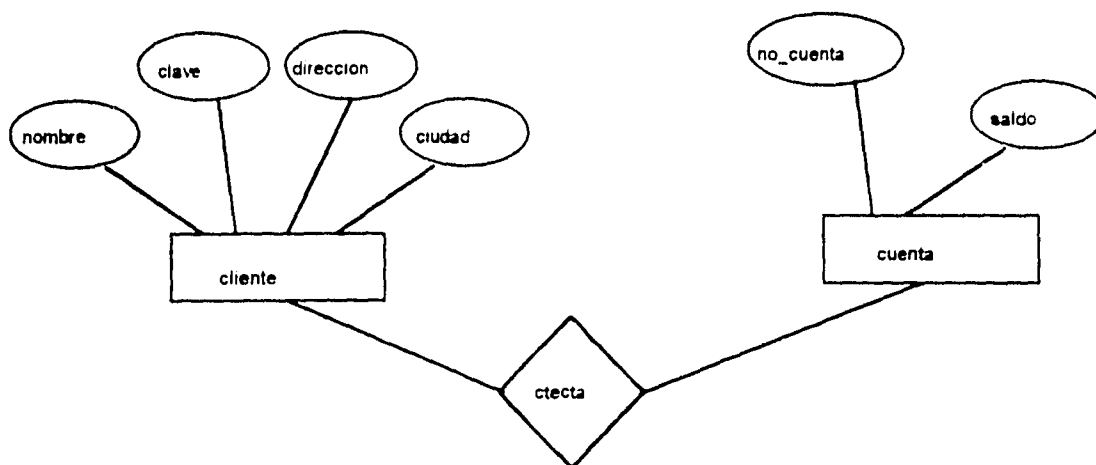 no_cuenta
clave
direccion
saldo
nombre
ciudad
cuenta
cliente
ctecta